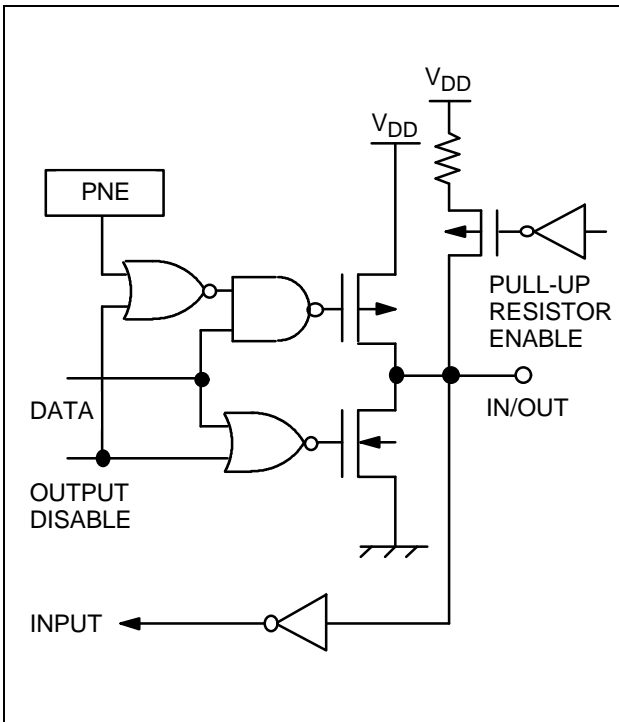 VDD
VDD
PNE
PULL-UP
RESISTOR
ENABLE
DATA
IN/OUT
OUTPUT
DISABLE
INPUT